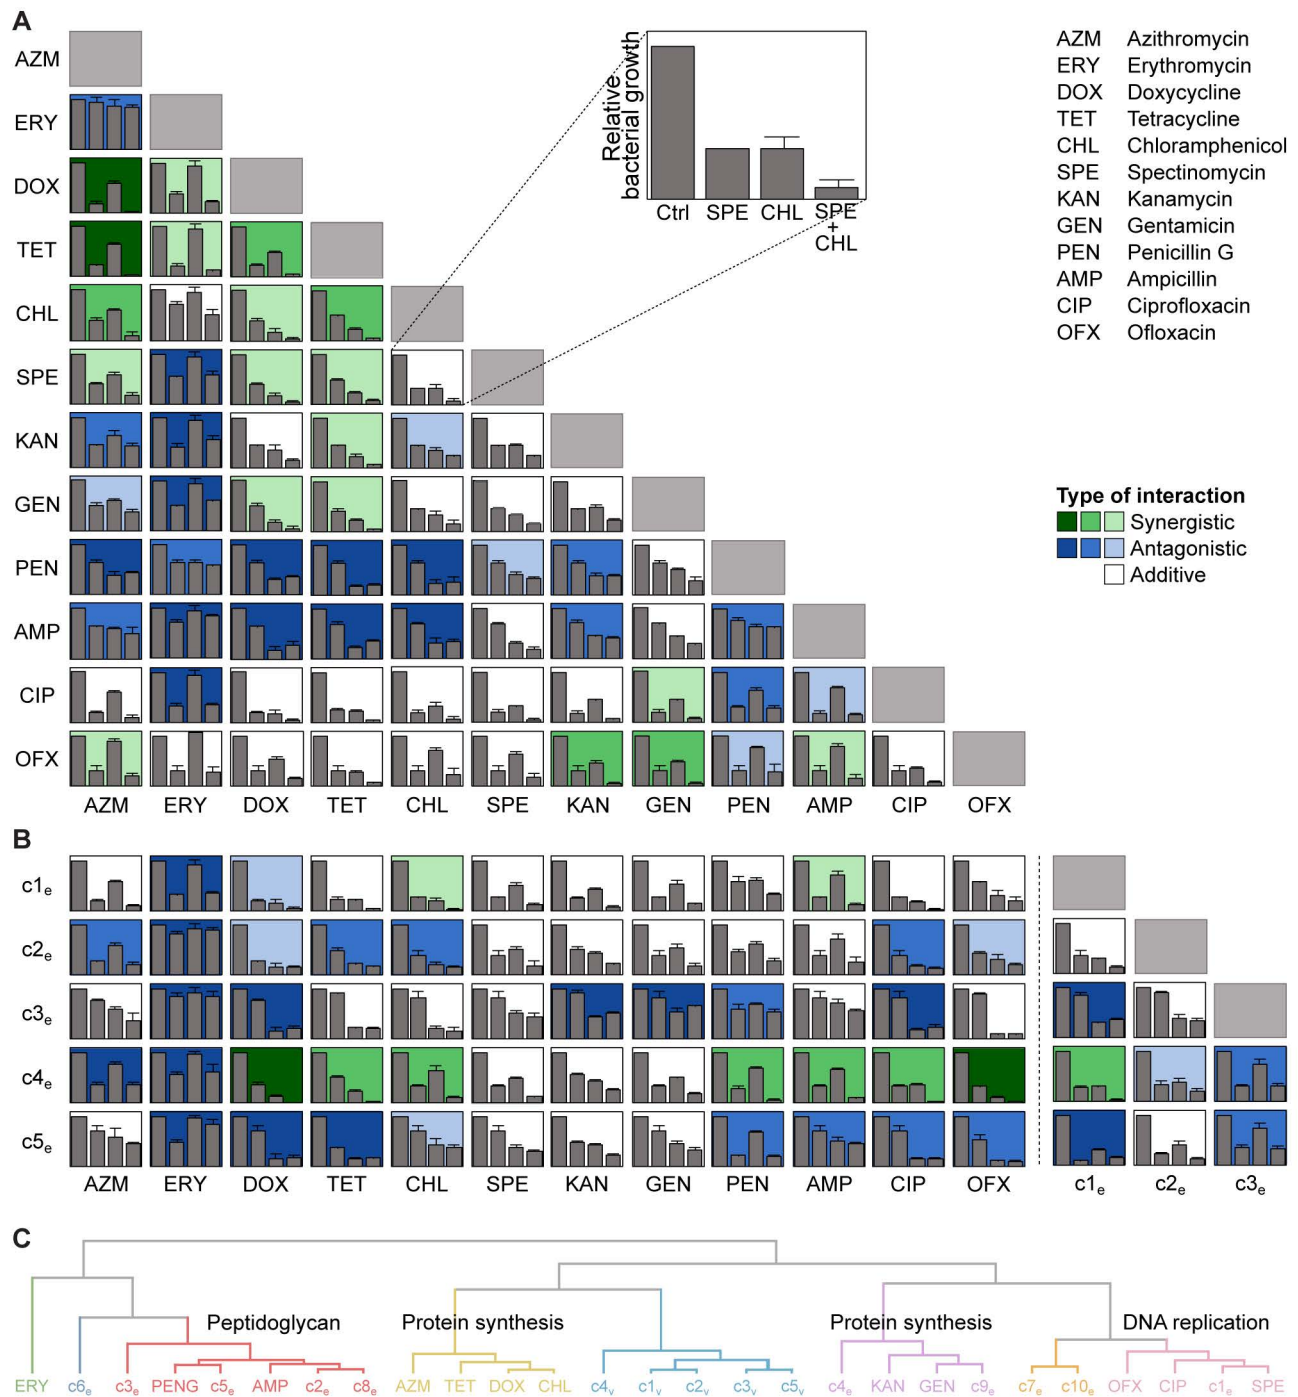 A
AZM
ERY
DOX
TET
CHL
SPE
KAN
GEN
PEN
AMP
CIP
OFX
AZM ERY DOX TET CHL SPE KAN GEN PEN AMP CIP OFX
Relative
bacterial growth
Ctrl SPE CHL SPE
+
CHL
AZM Azithromycin
ERY Erythromycin
DOX Doxycycline
TET Tetracycline
CHL Chloramphenicol
SPE Spectinomycin
KAN Kanamycin
GEN Gentamicin
PEN Penicillin G
AMP Ampicillin
CIP Ciprofloxacin
OFX Ofloxacin
Type of interaction
Synergistic
Antagonistic
Additive
B
c1e
c2e
c3e
c4e
c5e
AZM ERY DOX TET CHL SPE KAN GEN PEN AMP CIP OFX c1e c2e c3e
C
Peptidoglycan Protein synthesis Protein synthesis DNA replication
ERY c6e c3e PENG c5e AMP c2e c8e AZM TET DOX CHL c4v c1v c2v c3v c5v c4e KAN GEN c9e c7e c10e OFX CIP c1e SPE